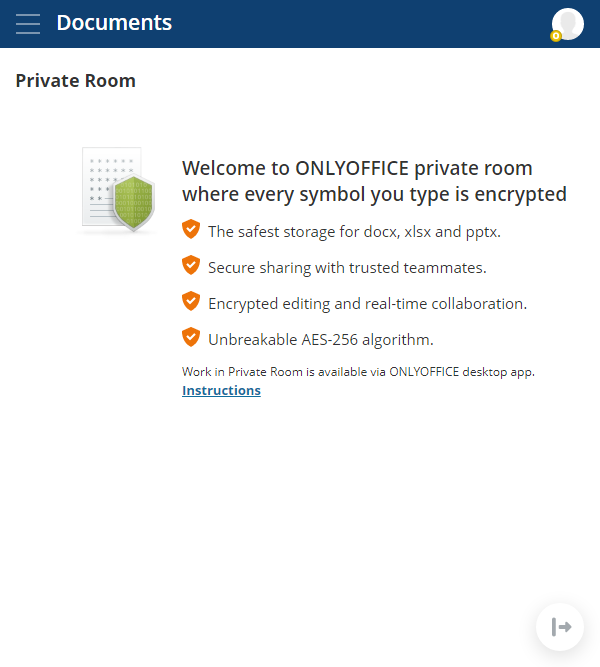 Documents
Private Room
Welcome to ONLYOFFICE private room
where every symbol you type is encrypted
The safest storage for docx, xlsx and pptx.
Secure sharing with trusted teammates.
Encrypted editing and real-time collaboration.
Unbreakable AES-256 algorithm.
Work in Private Room is available via ONLYOFFICE desktop app.
Instructions